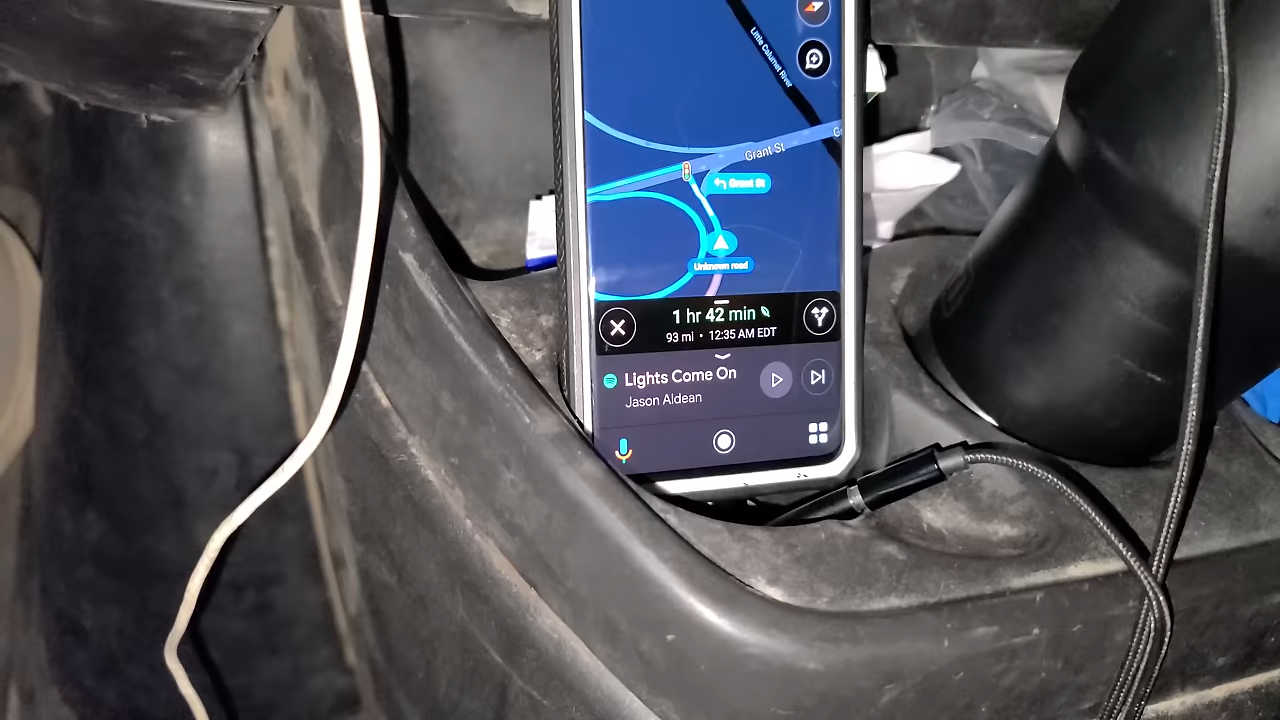 Little Calumet River
Grant St
Gr
Grant St
Unknown road
1 hr 42 min
93 mi • 12:35 AM EDT
Lights Come On
Jason Aldean